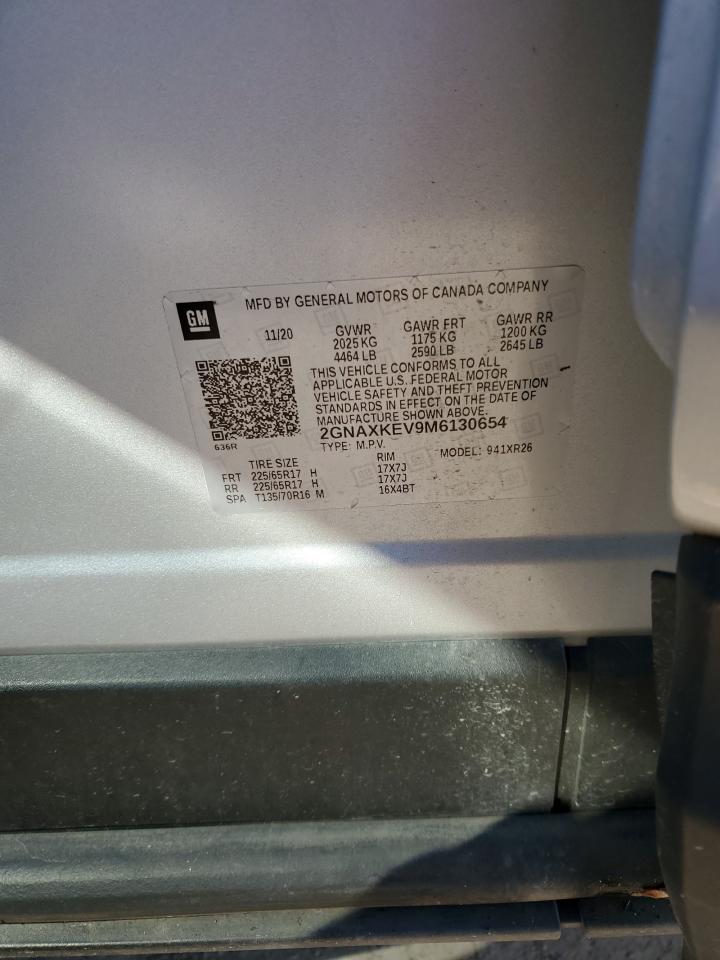 GM
MFD BY GENERAL MOTORS OF CANADA COMPANY
11/20 GVWR GAWR FRT GAWR RR
2025 KG 1175 KG 1200 KG
4464 LB 2590 LB 2645 LB
THIS VEHICLE CONFORMS TO ALL
APPLICABLE U.S. FEDERAL MOTOR
VEHICLE SAFETY AND THEFT PREVENTION
STANDARDS IN EFFECT ON THE DATE OF
MANUFACTURE SHOWN ABOVE.
2GNAXKEV9M6130654
636R
TYPE: M.P.V. MODEL: 941XR26
TIRE SIZE RIM
FRT 225/65R17 H 17X7J
RR 225/65R17 H 17X7J
SPA T135/70R16 M 16X4BT